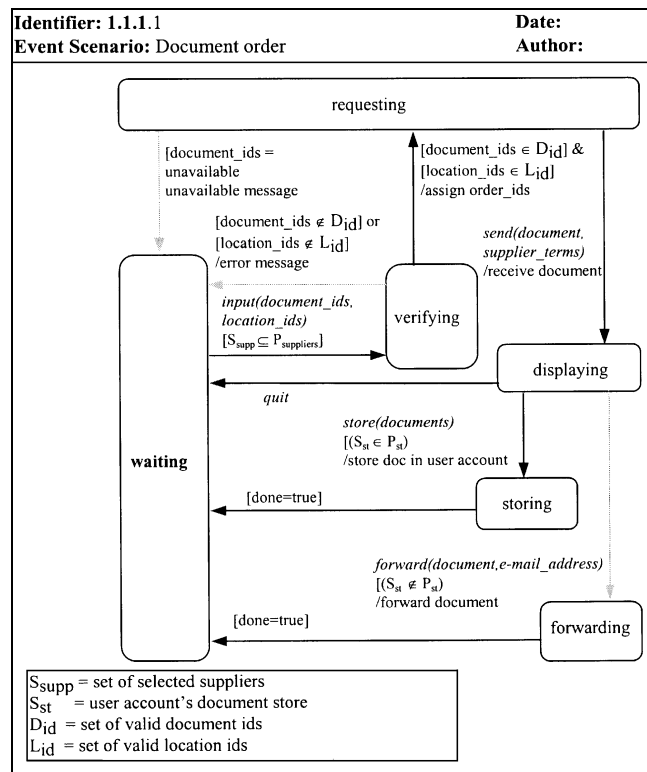 Identifier: 1.1.1.1 Date:
Event Scenario: Document order Author:
requesting
[document_ids =
unavailable
unavailable message
[document_ids ∈ Did] &
[location_ids ∈ Lid]
/assign order_ids
[document_ids ∉ Did] or
[location_ids ∉ Lid]
/error message
send(document,
supplier_terms)
/receive document
input(document_ids,
location_ids)
[Ssupp ⊆ Psuppliers]
verifying
displaying
quit
store(documents)
[(Sst ∈ Pst)
/store doc in user account
waiting
[done=true]
storing
forward(document,e-mail_address)
[(Sst ∉ Pst)
/forward document
[done=true]
forwarding
Ssupp = set of selected suppliers
Sst = user account's document store
Did = set of valid document ids
Lid = set of valid location ids